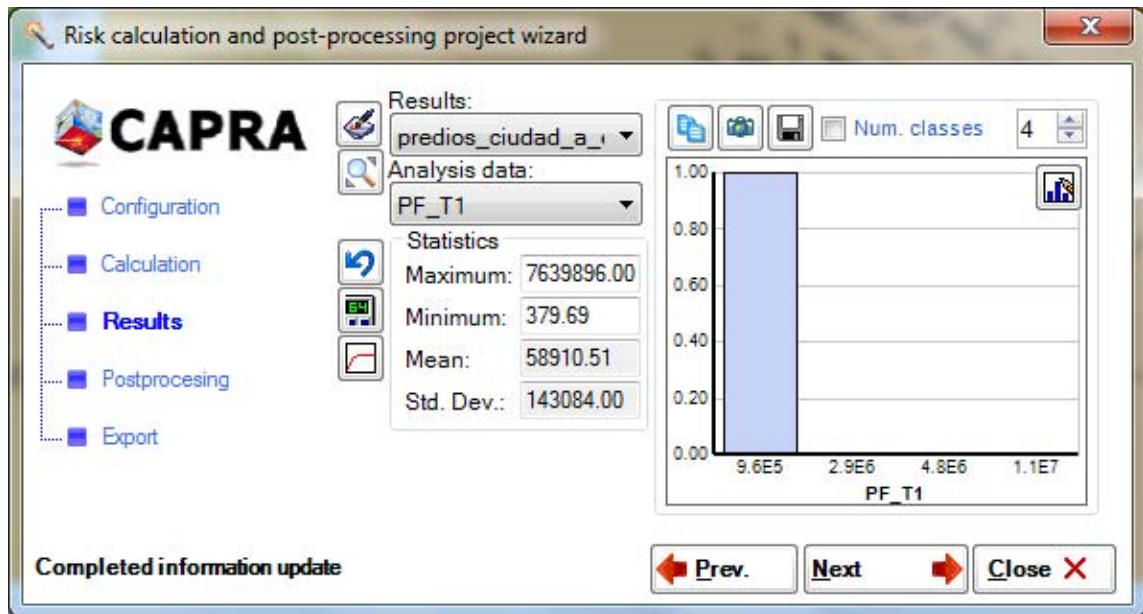 Risk calculation and post-processing project wizard
CAPRA
Configuration
Calculation
Results
Postprocesing
Export
Results:
predios_ciudad_a_
Analysis data:
PF_T1
Statistics
Maximum: 7639896.00
Minimum: 379.69
Mean: 58910.51
Std. Dev.: 143084.00
Num. classes 4
1.00
0.80
0.60
0.40
0.20
0.00
9.6E5 2.9E6 4.8E6 1.1E7
PF_T1
Completed information update
Prev. Next Close